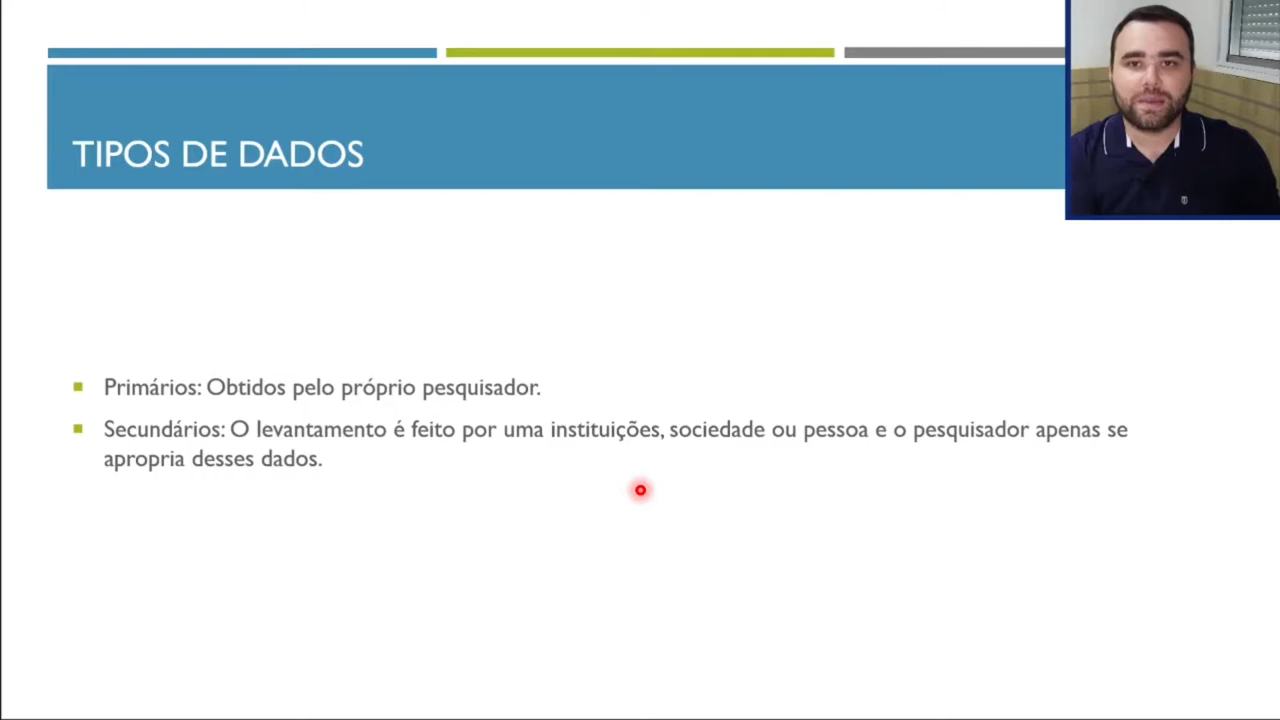 TIPOS DE DADOS
Primários: Obtidos pelo próprio pesquisador.
Secundários: O levantamento é feito por uma instituições, sociedade ou pessoa e o pesquisador apenas se
apropria desses dados.